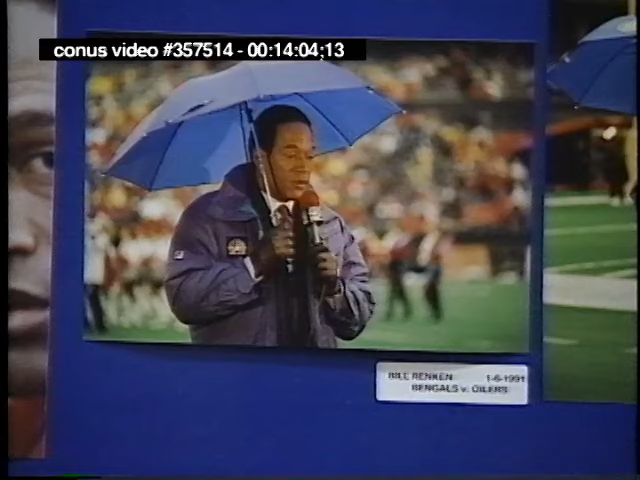 conus video #357514 - 00:14:04;13
BILL RENKEN 1-6-1991
BENGALS v. OILERS